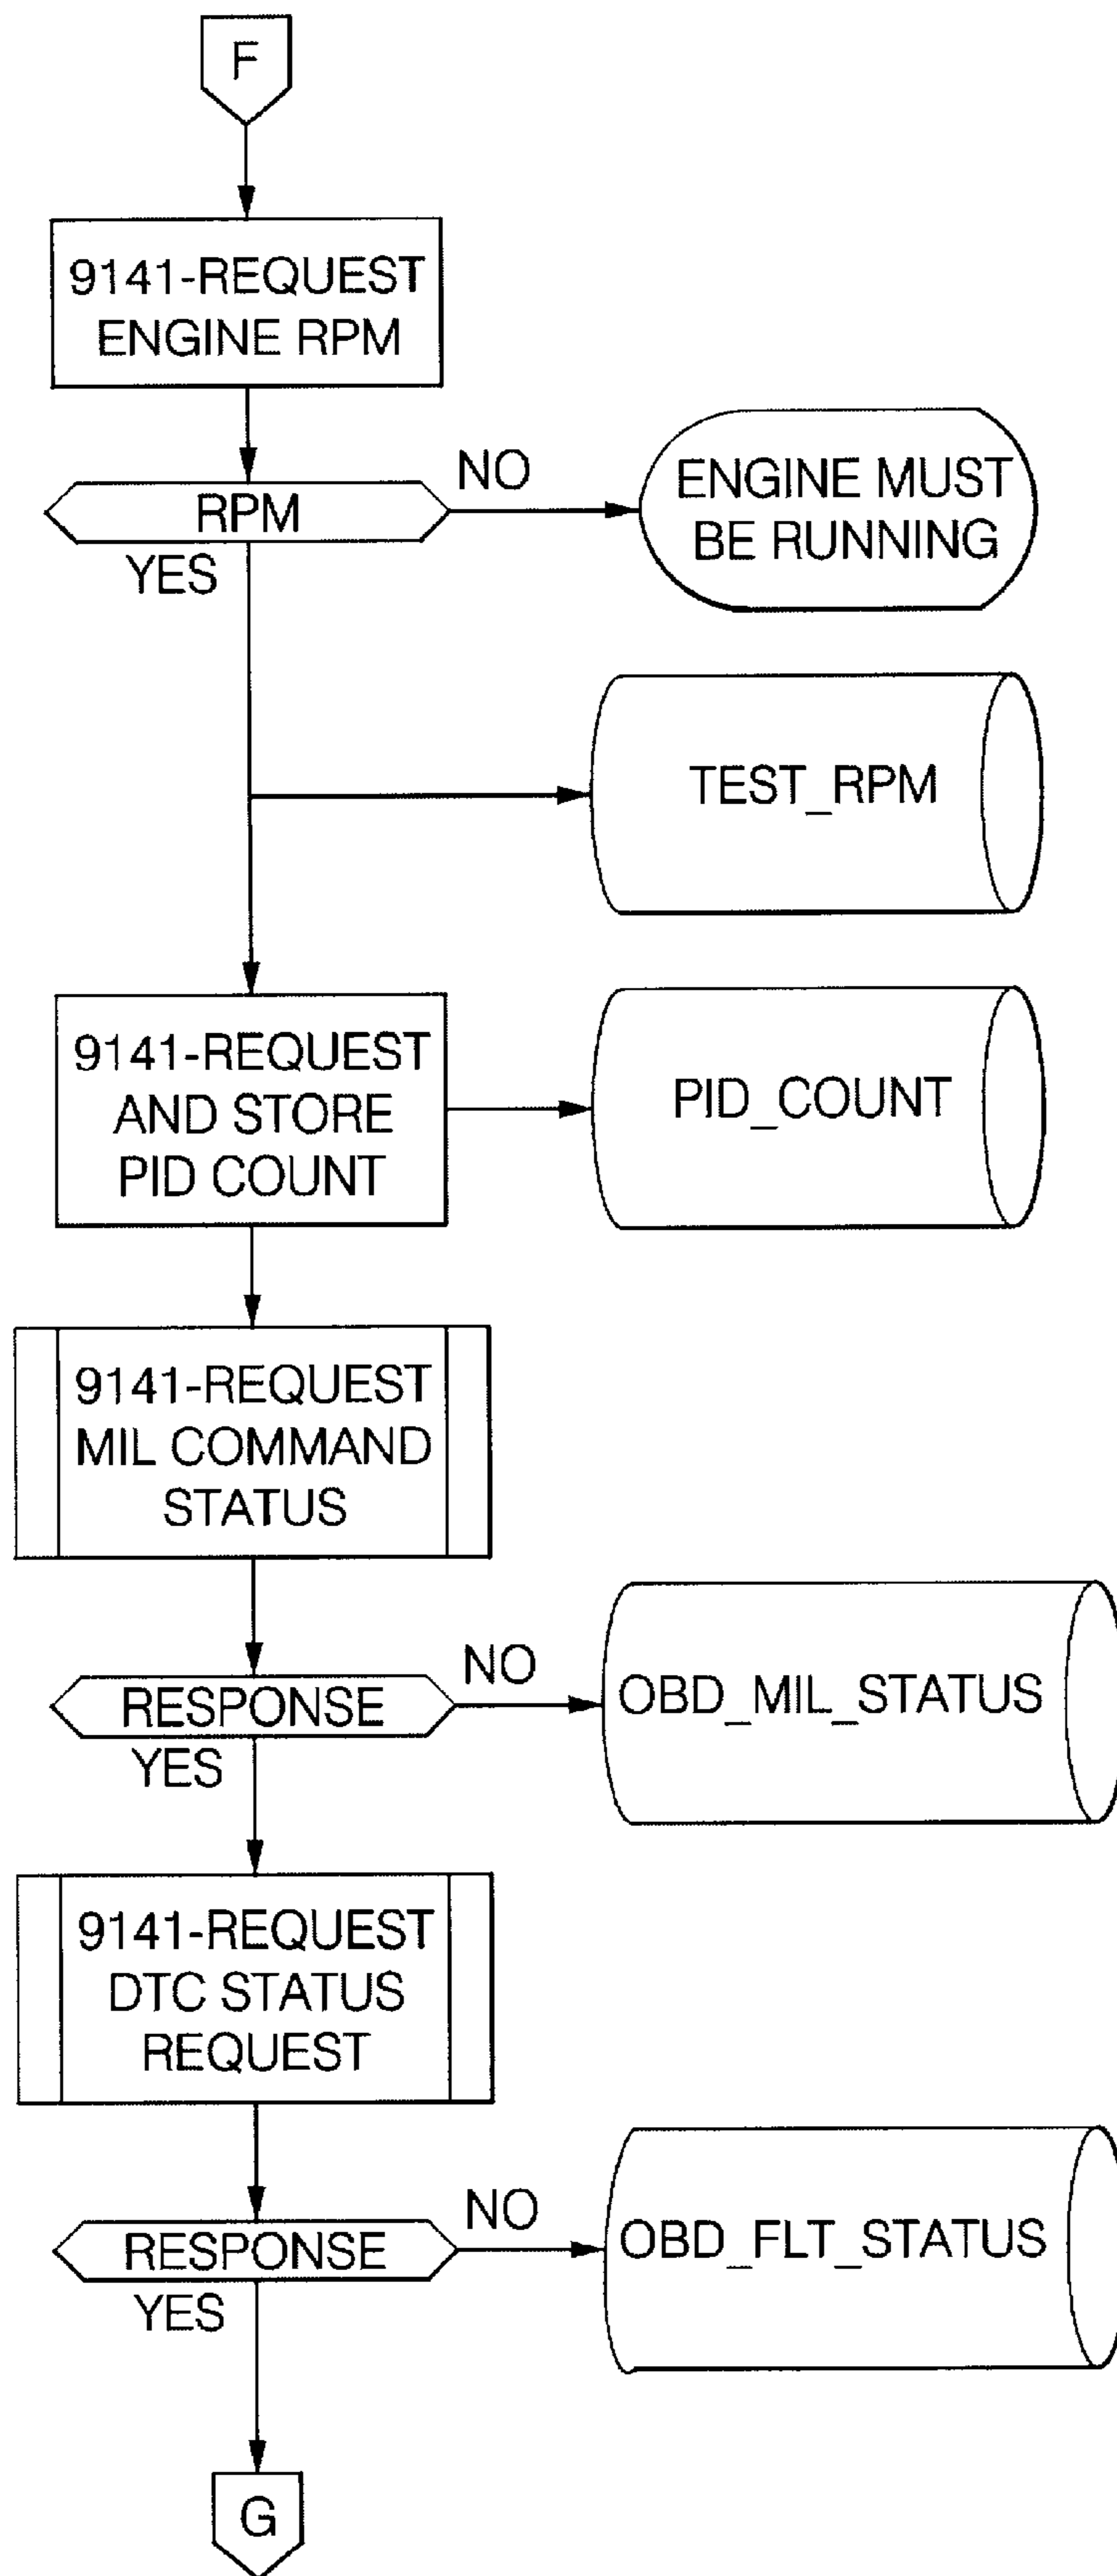 F
9141-REQUEST
ENGINE RPM
RPM
NO
ENGINE MUST
BE RUNNING
YES
TEST_RPM
9141-REQUEST
AND STORE
PID COUNT
PID_COUNT
9141-REQUEST
MIL COMMAND
STATUS
RESPONSE
NO
OBD_MIL_STATUS
YES
9141-REQUEST
DTC STATUS
REQUEST
RESPONSE
NO
OBD_FLT_STATUS
YES
G